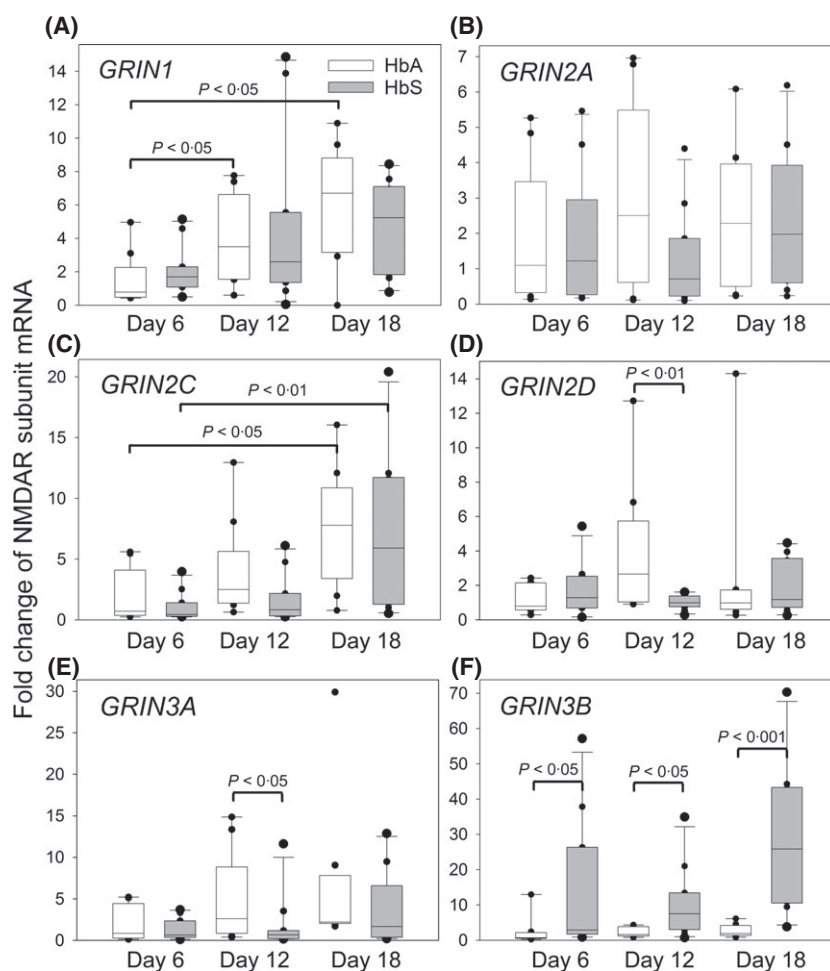 Fold change of NMDAR subunit mRNA
(A)
GRIN1
HbA
HbS
P < 0·05
P < 0·05
14
12
10
8
6
4
2
0
Day 6 Day 12 Day 18
(B)
GRIN2A
7
6
5
4
3
2
1
0
Day 6 Day 12 Day 18
(C)
GRIN2C
P < 0·01
P < 0·05
20
15
10
5
0
Day 6 Day 12 Day 18
(D)
GRIN2D
P < 0·01
14
12
10
8
6
4
2
0
Day 6 Day 12 Day 18
(E)
GRIN3A
P < 0·05
30
25
20
15
10
5
0
Day 6 Day 12 Day 18
(F)
GRIN3B
P < 0·05
P < 0·05
P < 0·001
70
60
50
40
30
20
10
0
Day 6 Day 12 Day 18